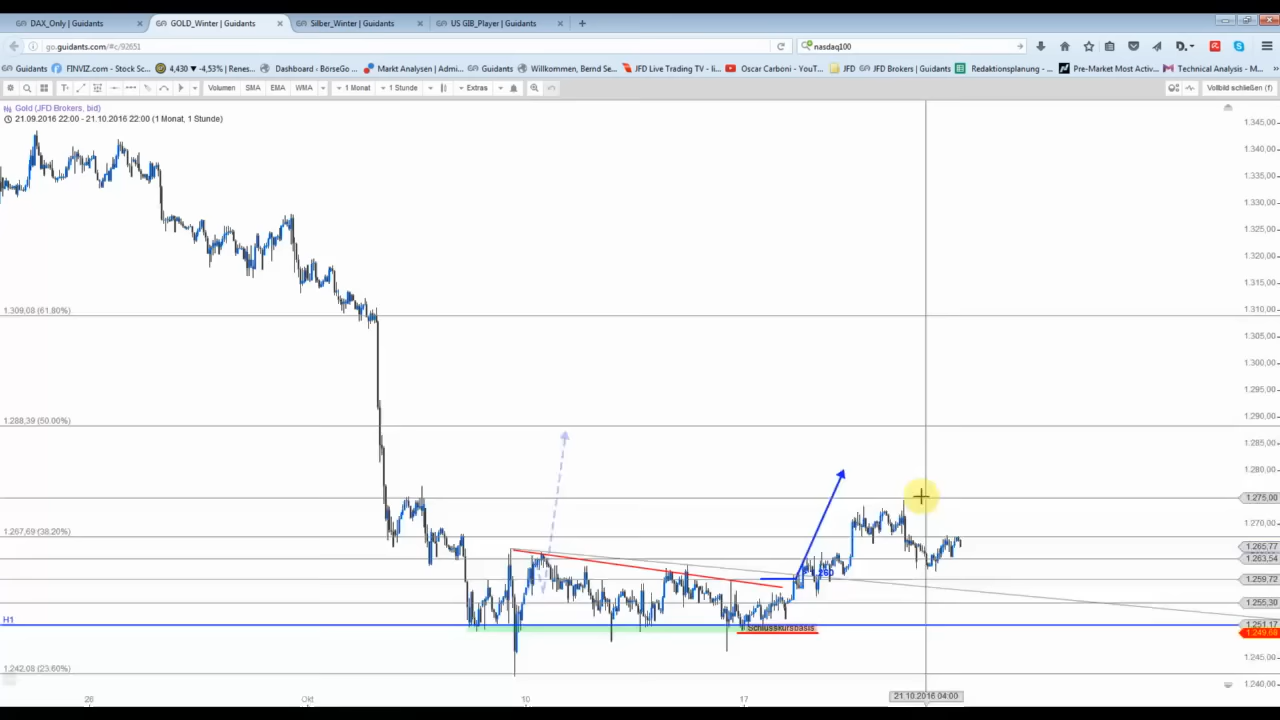 DAX_Only | Guidants
GOLD_Winter | Guidants
Silber_Winter | Guidants
US GIB_Player | Guidants
go.guidants.com/#c/92651
nasdaq100
Guidants
FINVIZ.com - Stock Sc...
4,430 ▼ -4,53% | Renes...
Dashboard - BörseGo ...
Markt Analysen | Admi...
Guidants
Willkommen, Bernd Se...
JFD Live Trading TV - li...
Oscar Carboni - YouT...
JFD
JFD Brokers | Guidants
Redaktionsplanung - ...
Pre-Market Most Activ...
Technical Analysis - M...
Volumen
SMA
EMA
WMA
1 Monat
1 Stunde
Extras
Vollbild schließen (f)
Gold (JFD Brokers, bid)
21.09.2016 22:00 - 21.10.2016 22:00 (1 Monat, 1 Stunde)
1.345,00
1.340,00
1.335,00
1.330,00
1.325,00
1.320,00
1.315,00
1.309,08 (61.80%)
1.310,00
1.305,00
1.300,00
1.295,00
1.290,00
1.288,39 (50.00%)
1.285,00
1.280,00
1.275,00
1.270,00
1.267,69 (38.20%)
1.265,77
1.263,54
1.259,72
1.255,30
H1
1.251,17
Schlusskursbasis
1.245,00
1.242,08 (23.60%)
1.240,00
26
Okt
10
17
21.10.2016 04:00